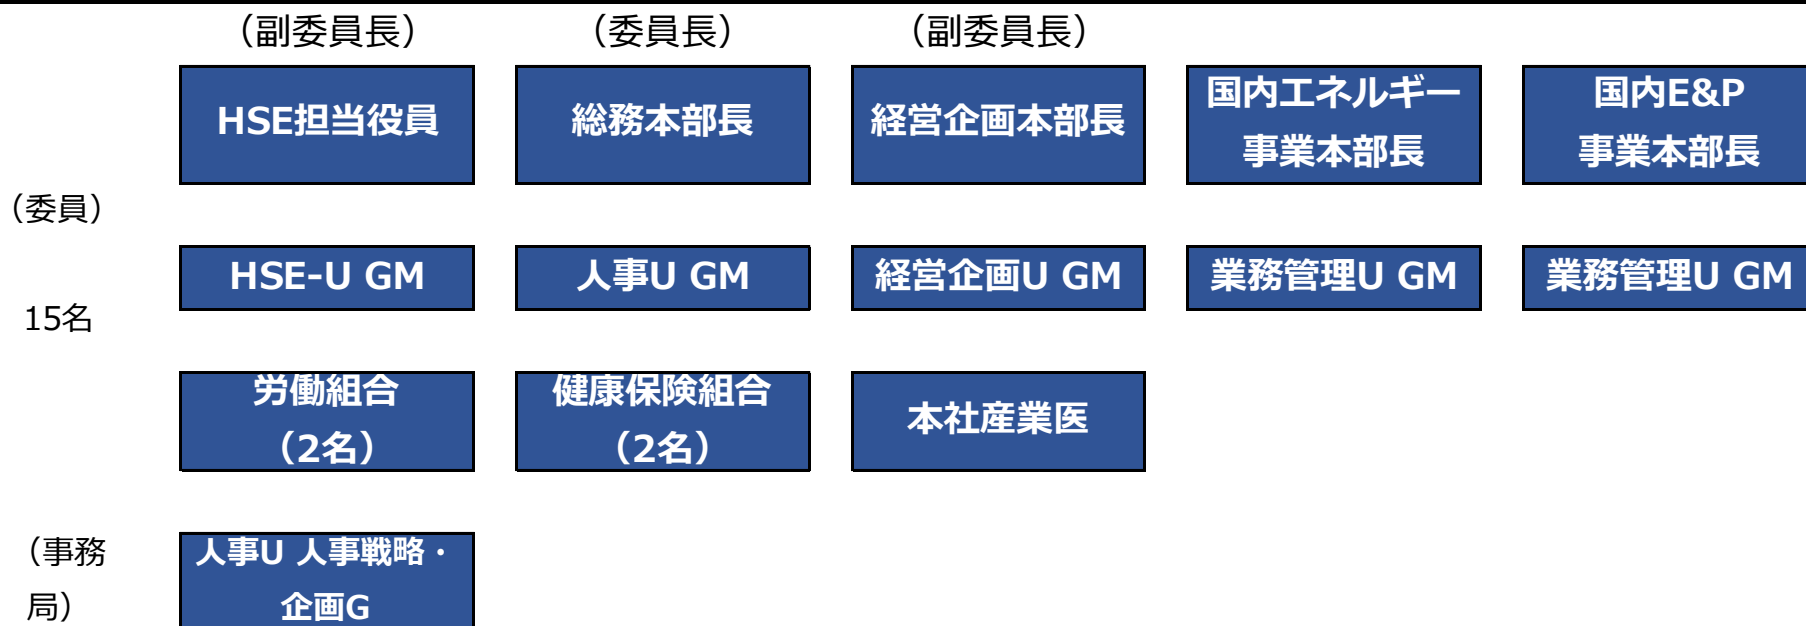 （副委員長）
（委員長）
（副委員長）
HSE担当役員
総務本部長
経営企画本部長
国内エネルギー
事業本部長
国内E&P
事業本部長
（委員）
15名
HSE-U GM
人事U GM
経営企画U GM
業務管理U GM
業務管理U GM
労働組合
（2名）
健康保険組合
（2名）
本社産業医
（事務
局）
人事U 人事戦略・
企画G